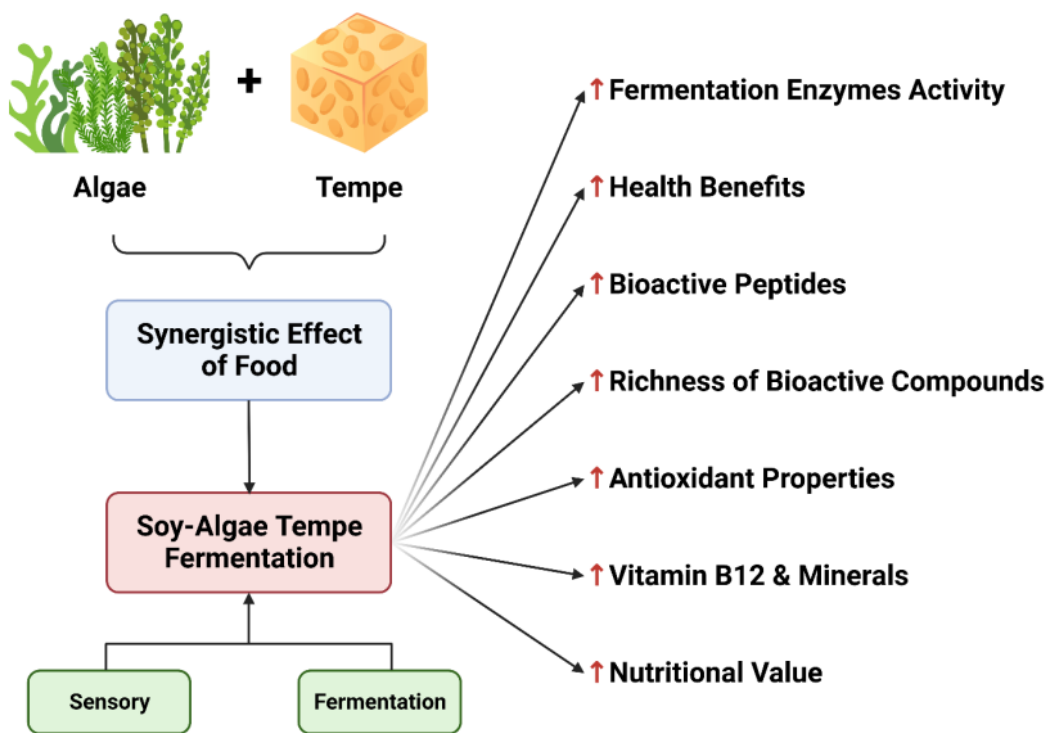 +
Algae
Tempe
Synergistic Effect
of Food
Soy-Algae Tempe
Fermentation
Sensory
Fermentation
↑ Fermentation Enzymes Activity
↑ Health Benefits
↑ Bioactive Peptides
↑ Richness of Bioactive Compounds
↑ Antioxidant Properties
↑ Vitamin B12 & Minerals
↑ Nutritional Value